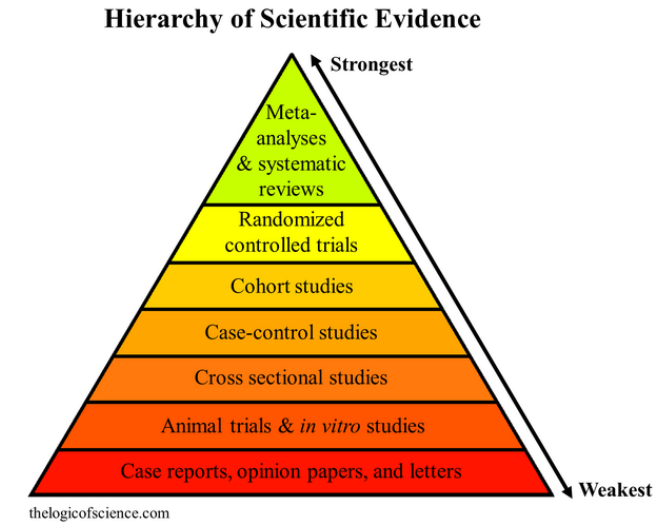 Hierarchy of Scientific Evidence
Strongest
Meta-
analyses
& systematic
reviews
Randomized
controlled trials
Cohort studies
Case-control studies
Cross sectional studies
Animal trials & in vitro studies
Case reports, opinion papers, and letters
Weakest
thelogicofscience.com